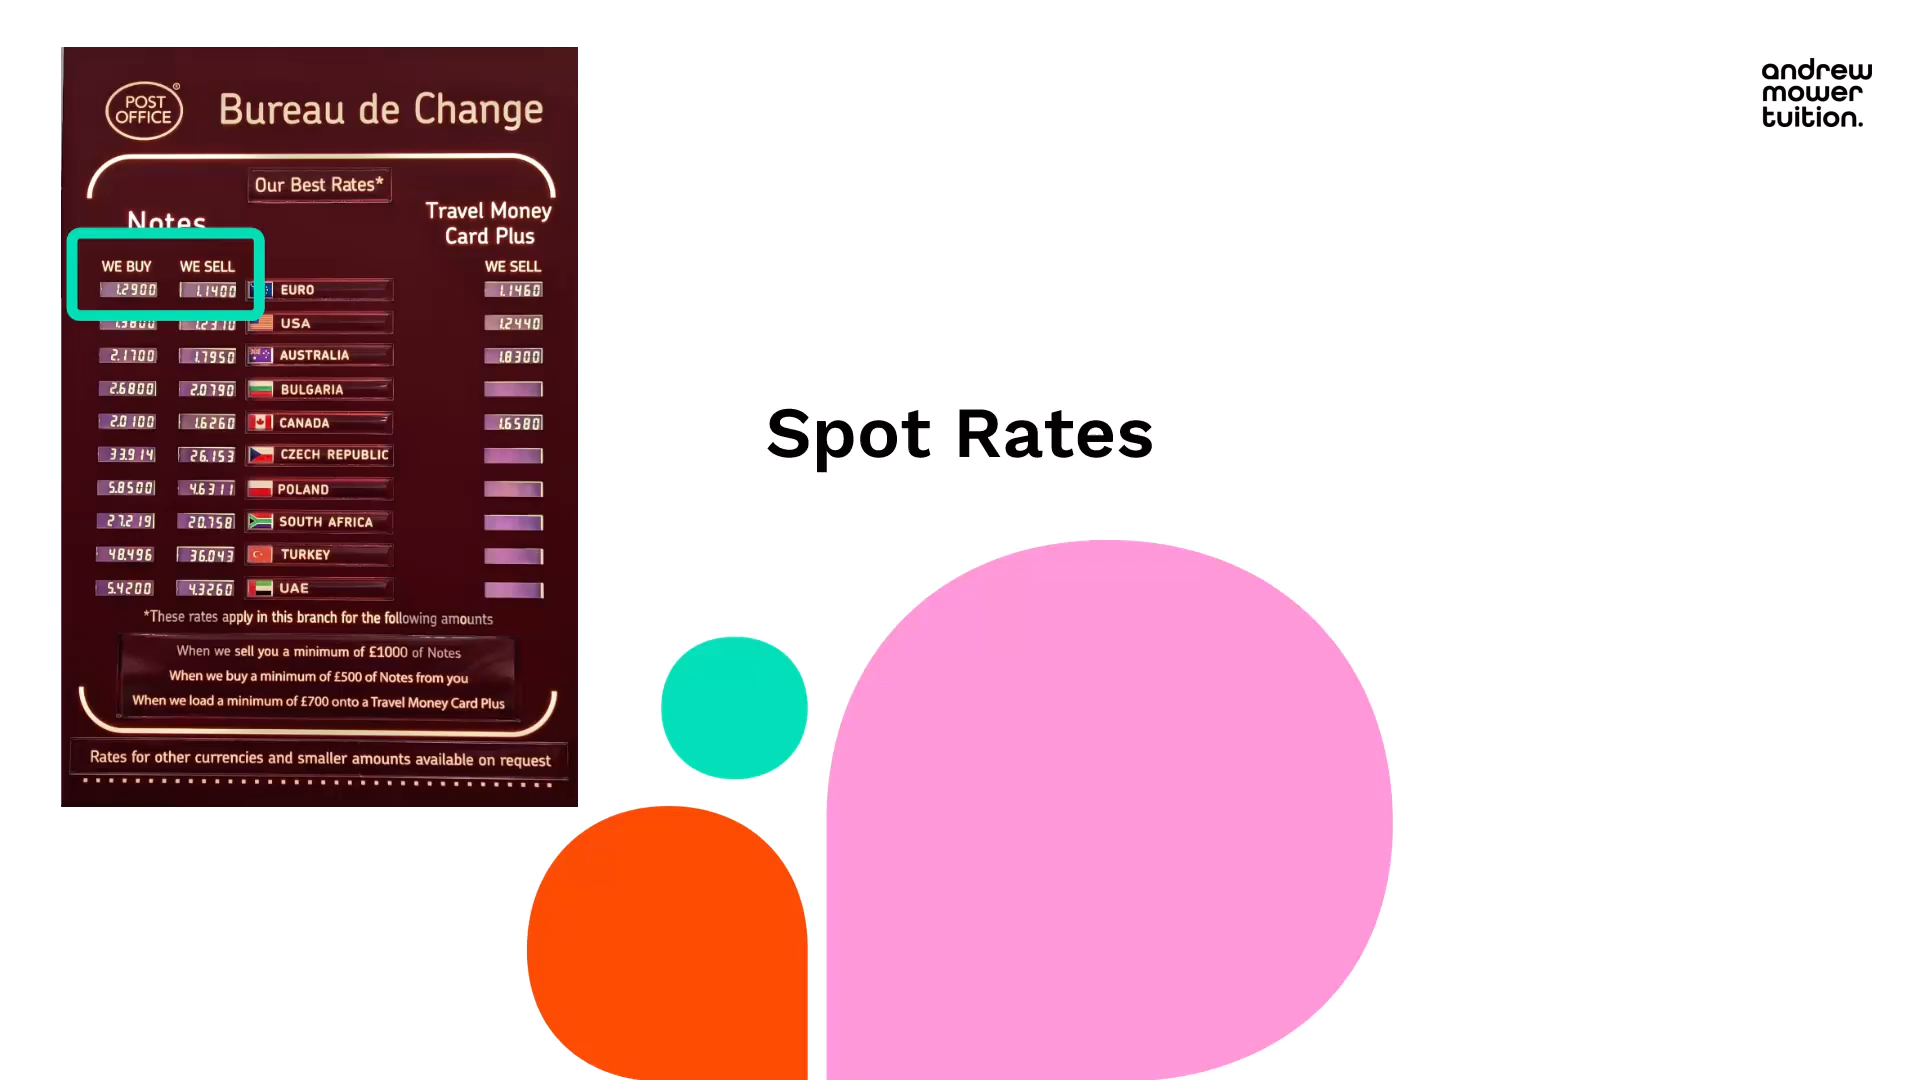 POST
OFFICE®
Bureau de Change
Our Best Rates*
Notes
Travel Money
Card Plus
WE BUY WE SELL WE SELL
1.2900 1.1400 EURO 1.1460
1.3800 1.2370 USA 1.2440
2.1700 1.7950 AUSTRALIA 1.8300
2.6800 2.0790 BULGARIA
2.0100 1.6260 CANADA 1.6580
33.914 26.153 CZECH REPUBLIC
5.8500 4.6311 POLAND
27.219 20.758 SOUTH AFRICA
48.496 36.043 TURKEY
5.4200 4.3260 UAE
*These rates apply in this branch for the following amounts
When we sell you a minimum of £1000 of Notes
When we buy a minimum of £500 of Notes from you
When we load a minimum of £700 onto a Travel Money Card Plus
Rates for other currencies and smaller amounts available on request
Spot Rates
andrew
mower
tuition.